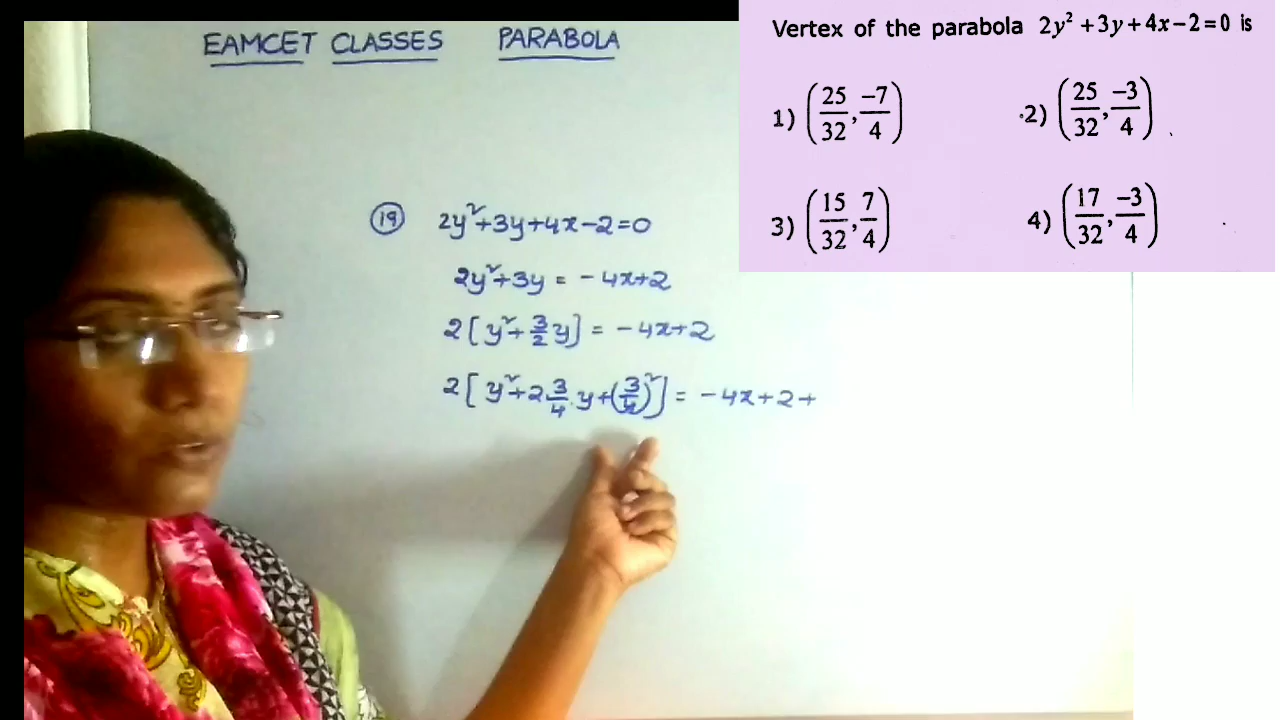 EAMCET CLASSES PARABOLA
Vertex of the parabola 2y² + 3y + 4x − 2 = 0 is
1) (25/32, −7/4)
2) (25/32, −3/4)
3) (15/32, 7/4)
4) (17/32, −3/4)
19 2y²+3y+4x−2=0
2y²+3y = −4x+2
2[y²+3/2 y] = −4x+2
2[y²+2.3/4.y+(3/4)²] = −4x+2+